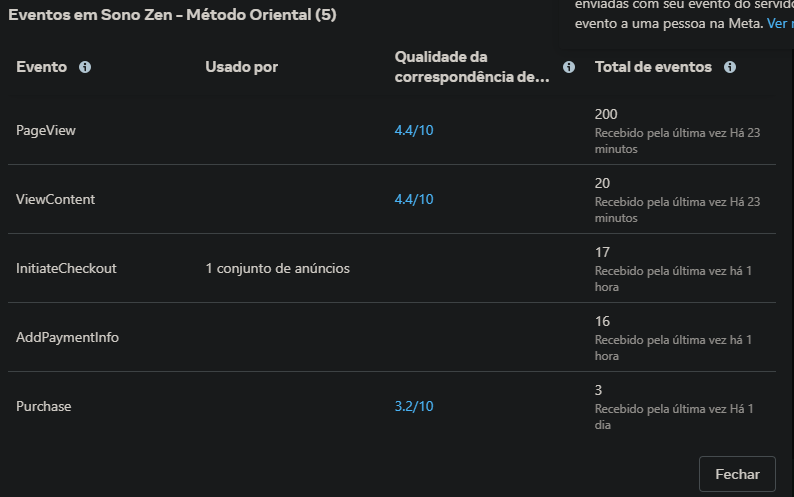 enviadas com seu evento do servido
Eventos em Sono Zen - Método Oriental (5)
evento a uma pessoa na Meta. Ver
Evento
Usado por
Qualidade da
correspondência de...
Total de eventos
PageView
4.4/10
200
Recebido pela última vez Há 23
minutos
ViewContent
4.4/10
20
Recebido pela última vez Há 23
minutos
InitiateCheckout
1 conjunto de anúncios
17
Recebido pela última vez há 1
hora
AddPaymentInfo
16
Recebido pela última vez há 1
hora
Purchase
3.2/10
3
Recebido pela última vez Há 1
dia
Fechar